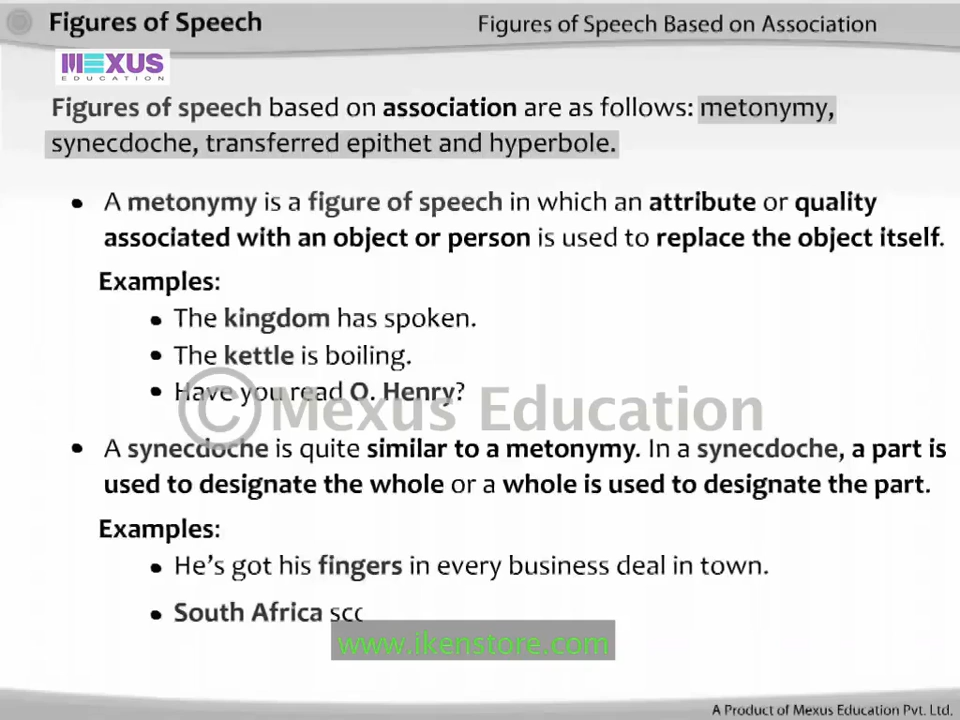 Figures of Speech
Figures of Speech Based on Association
MEXUS
EDUCATION
Figures of speech based on association are as follows: metonymy,
synecdoche, transferred epithet and hyperbole.
• A metonymy is a figure of speech in which an attribute or quality
associated with an object or person is used to replace the object itself.
Examples:
• The kingdom has spoken.
• The kettle is boiling.
• Have you read O. Henry?
© Mexus Education
• A synecdoche is quite similar to a metonymy. In a synecdoche, a part is
used to designate the whole or a whole is used to designate the part.
Examples:
• He's got his fingers in every business deal in town.
• South Africa
www.ikenstore.com
A Product of Mexus Education Pvt. Ltd.